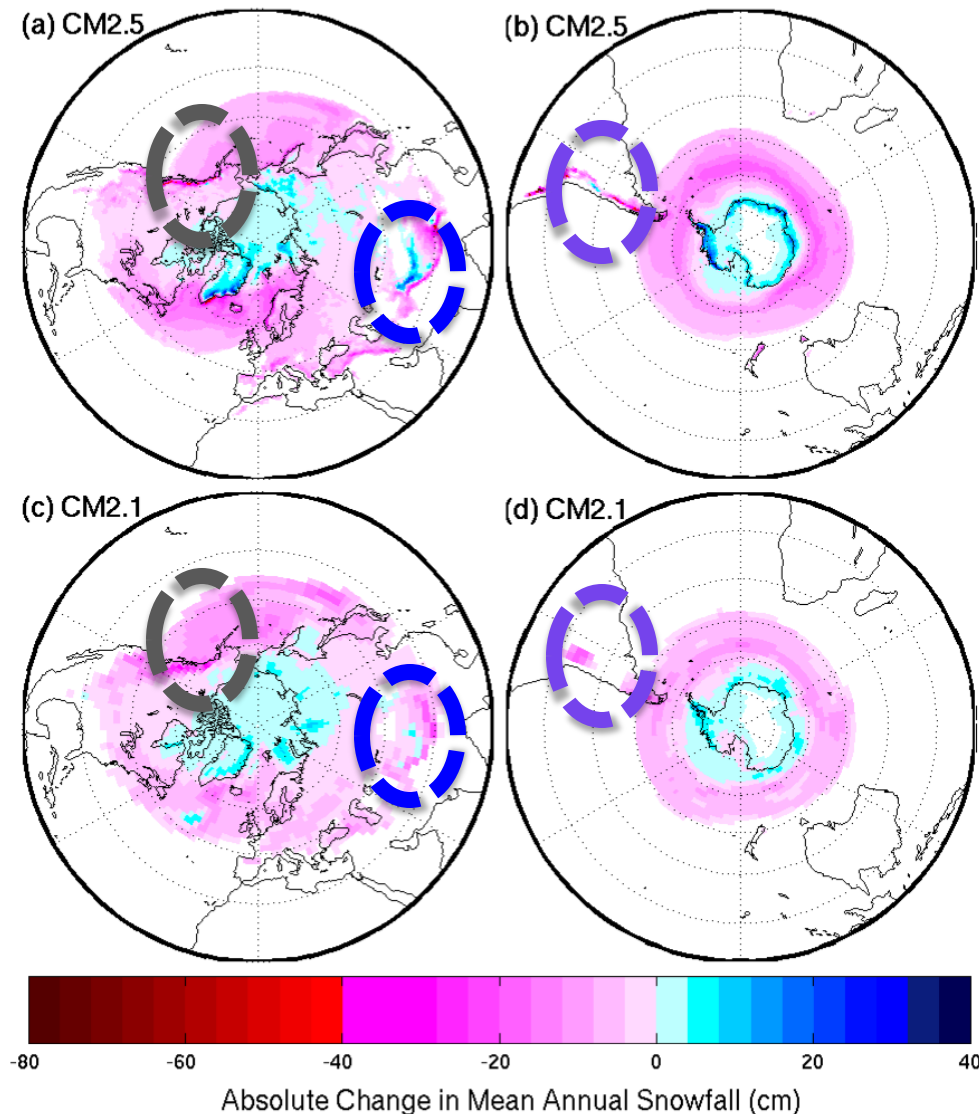 (a) CM2.5
(b) CM2.5
(c) CM2.1
(d) CM2.1
-80 -60 -40 -20 0 20 40
Absolute Change in Mean Annual Snowfall (cm)